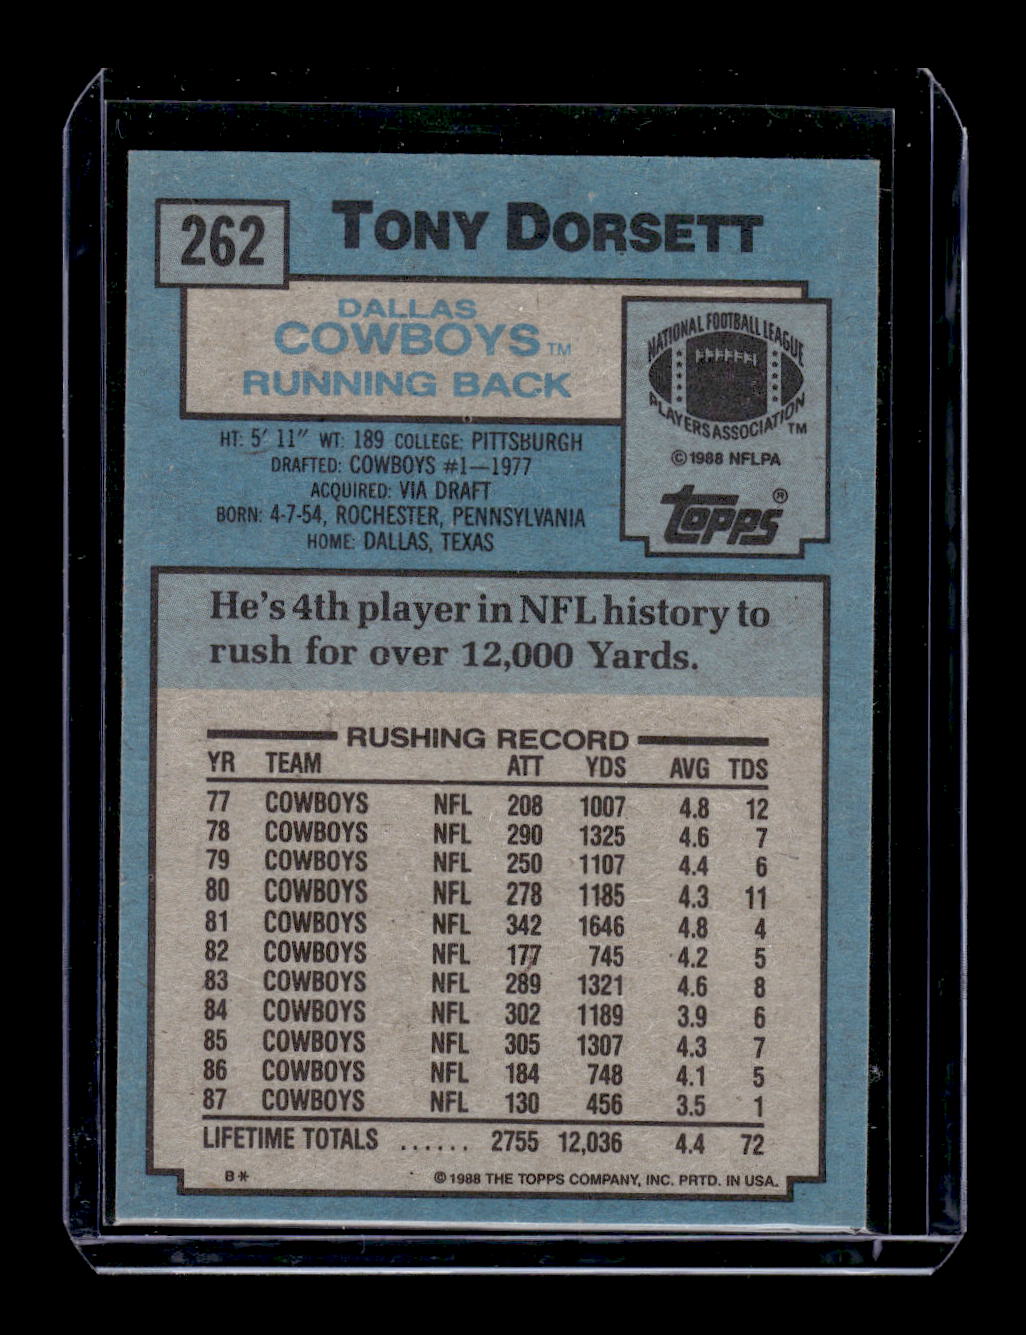 262
TONY DORSETT
DALLAS
COWBOYS TM
RUNNING BACK
NATIONAL FOOTBALL LEAGUE
PLAYERS ASSOCIATION TM
© 1988 NFLPA
TOPPS ®
HT: 5' 11" WT: 189 COLLEGE: PITTSBURGH
DRAFTED: COWBOYS #1—1977
ACQUIRED: VIA DRAFT
BORN: 4-7-54, ROCHESTER, PENNSYLVANIA
HOME: DALLAS, TEXAS
He's 4th player in NFL history to
rush for over 12,000 Yards.
RUSHING RECORD
YR TEAM ATT YDS AVG TDS
77 COWBOYS NFL 208 1007 4.8 12
78 COWBOYS NFL 290 1325 4.6 7
79 COWBOYS NFL 250 1107 4.4 6
80 COWBOYS NFL 278 1185 4.3 11
81 COWBOYS NFL 342 1646 4.8 4
82 COWBOYS NFL 177 745 4.2 5
83 COWBOYS NFL 289 1321 4.6 8
84 COWBOYS NFL 302 1189 3.9 6
85 COWBOYS NFL 305 1307 4.3 7
86 COWBOYS NFL 184 748 4.1 5
87 COWBOYS NFL 130 456 3.5 1
LIFETIME TOTALS ...... 2755 12,036 4.4 72
B* © 1988 THE TOPPS COMPANY, INC. PRTD. IN USA.